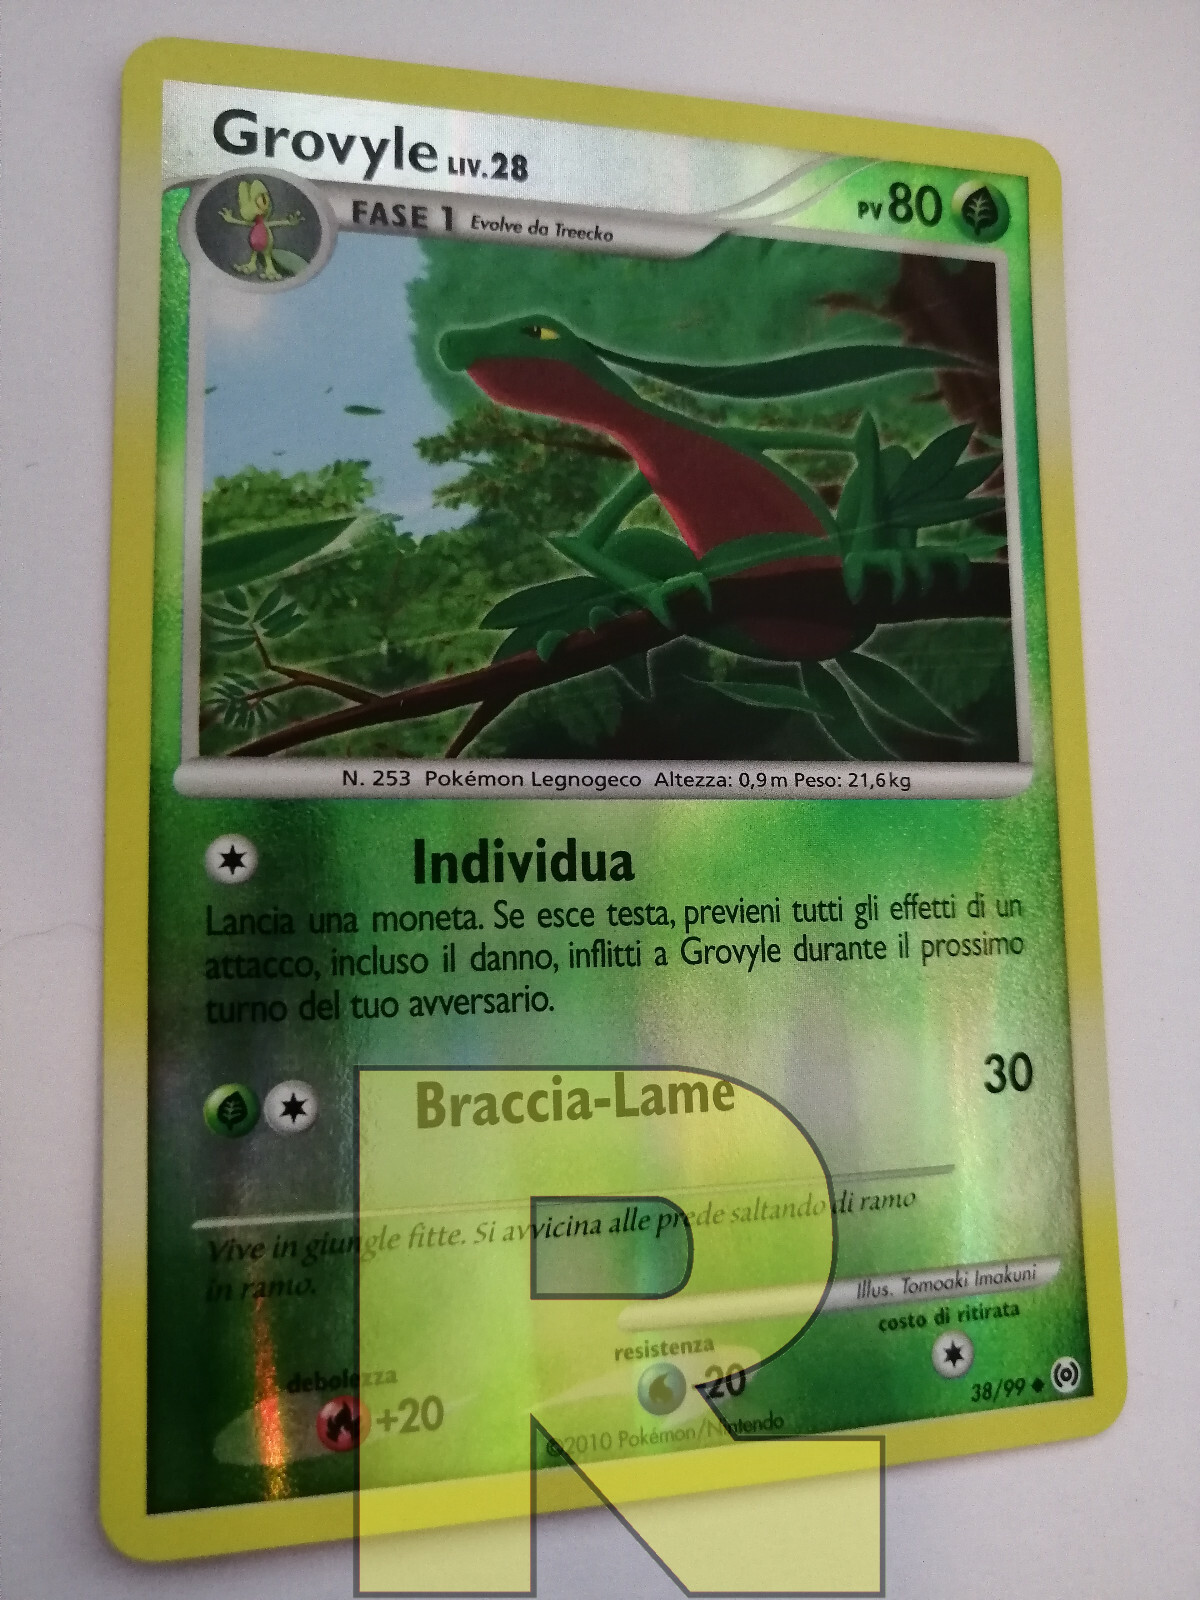 Grovyle LIV.28
PV 80
FASE 1 Evolve da Treecko
N. 253 Pokémon Legnogeco Altezza: 0,9 m Peso: 21,6 kg
Individua
Lancia una moneta. Se esce testa, previeni tutti gli effetti di un
attacco, incluso il danno, inflitti a Grovyle durante il prossimo
turno del tuo avversario.
Braccia-Lame 30
Vive in giungle fitte. Si avvicina alle prede saltando di ramo
in ramo.
Illus. Tomoaki Imakuni
debolezza
+20
resistenza
-20
costo di ritirata
38/99
©2010 Pokémon/Nintendo
R